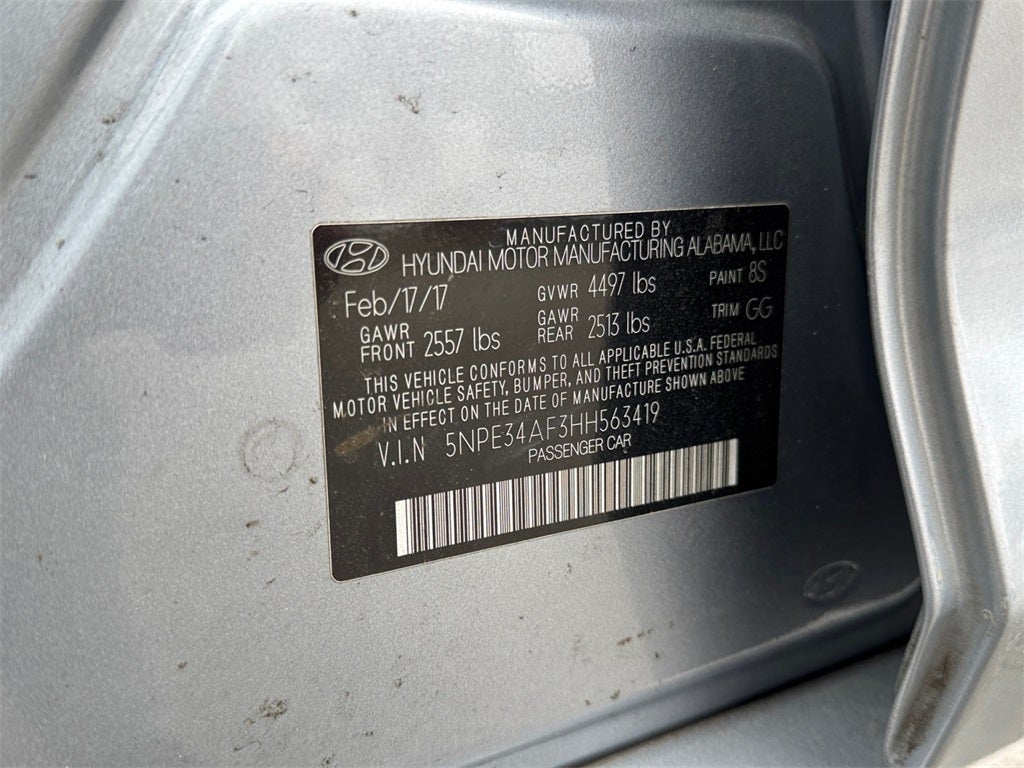 MANUFACTURED BY
HYUNDAI MOTOR MANUFACTURING ALABAMA, LLC
Feb/17/17 GVWR 4497 lbs PAINT 8S
GAWR FRONT 2557 lbs GAWR REAR 2513 lbs TRIM GG
THIS VEHICLE CONFORMS TO ALL APPLICABLE U.S.A. FEDERAL
MOTOR VEHICLE SAFETY, BUMPER, AND THEFT PREVENTION STANDARDS
IN EFFECT ON THE DATE OF MANUFACTURE SHOWN ABOVE
V.I.N 5NPE34AF3HH563419
PASSENGER CAR